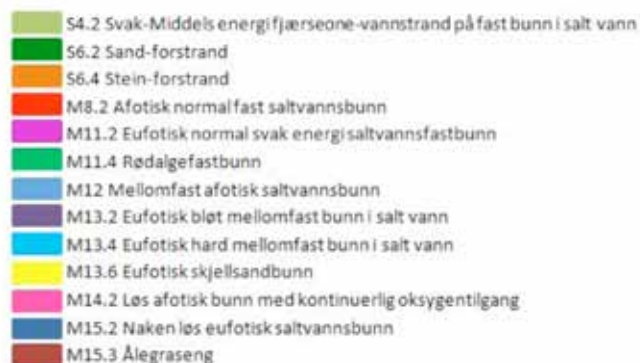 S4.2 Svak-Middels energi fjærseone-vannstrand på fast bunn i salt vann
S6.2 Sand-forstrand
S6.4 Stein-forstrand
M8.2 Afotisk normal fast saltvannsbunn
M11.2 Eufotisk normal svak energi saltvannsfastbunn
M11.4 Rødalgefastbunn
M12 Mellomfast afotisk saltvannsbunn
M13.2 Eufotisk bløt mellomfast bunn i salt vann
M13.4 Eufotisk hard mellomfast bunn i salt vann
M13.6 Eufotisk skjellsandbunn
M14.2 Løs afotisk bunn med kontinuerlig oksygentilgang
M15.2 Naken løs eufotisk saltvannsbunn
M15.3 Ålegraseng